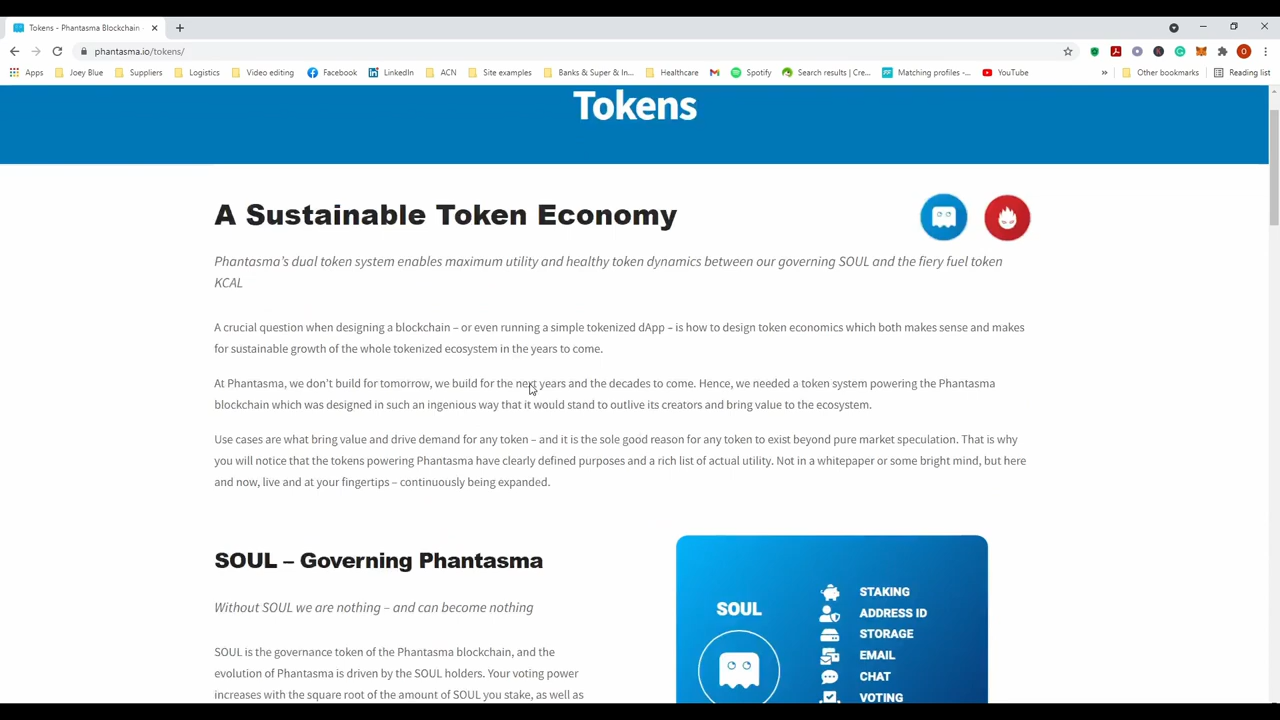 Tokens - Phantasma Blockchain
phantasma.io/tokens/
Apps Joey Blue Suppliers Logistics Video editing Facebook LinkedIn ACN Site examples Banks & Super & In... Healthcare Spotify Search results | Cre... Matching profiles -... YouTube » Other bookmarks Reading list
Tokens
A Sustainable Token Economy
Phantasma's dual token system enables maximum utility and healthy token dynamics between our governing SOUL and the fiery fuel token
KCAL
A crucial question when designing a blockchain – or even running a simple tokenized dApp – is how to design token economics which both makes sense and makes
for sustainable growth of the whole tokenized ecosystem in the years to come.
At Phantasma, we don't build for tomorrow, we build for the next years and the decades to come. Hence, we needed a token system powering the Phantasma
blockchain which was designed in such an ingenious way that it would stand to outlive its creators and bring value to the ecosystem.
Use cases are what bring value and drive demand for any token – and it is the sole good reason for any token to exist beyond pure market speculation. That is why
you will notice that the tokens powering Phantasma have clearly defined purposes and a rich list of actual utility. Not in a whitepaper or some bright mind, but here
and now, live and at your fingertips – continuously being expanded.
SOUL – Governing Phantasma
Without SOUL we are nothing – and can become nothing
SOUL is the governance token of the Phantasma blockchain, and the
evolution of Phantasma is driven by the SOUL holders. Your voting power
increases with the square root of the amount of SOUL you stake, as well as
SOUL
STAKING
ADDRESS ID
STORAGE
EMAIL
CHAT
VOTING